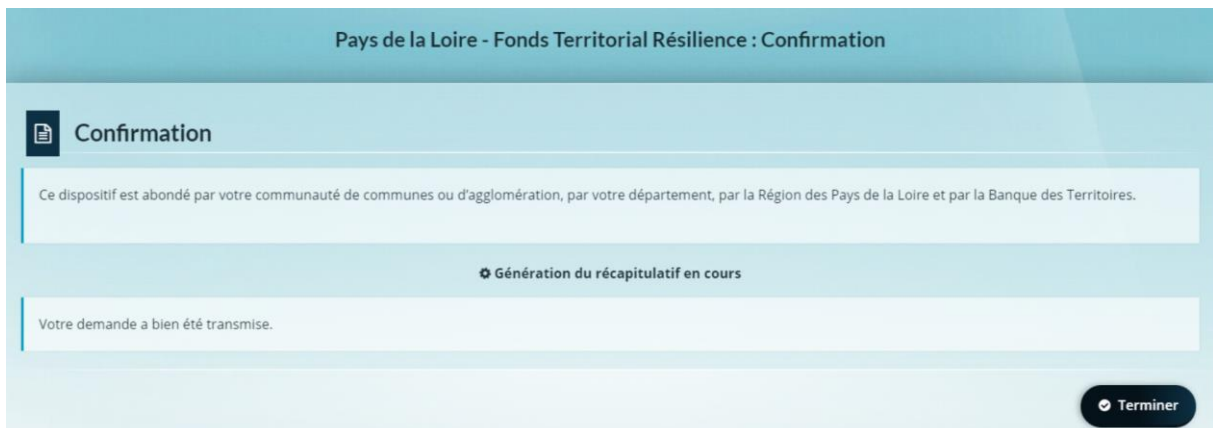 Pays de la Loire - Fonds Territorial Résilience : Confirmation
Confirmation
Ce dispositif est abondé par votre communauté de communes ou d'agglomération, par votre département, par la Région des Pays de la Loire et par la Banque des Territoires.
Génération du récapitulatif en cours
Votre demande a bien été transmise.
Terminer